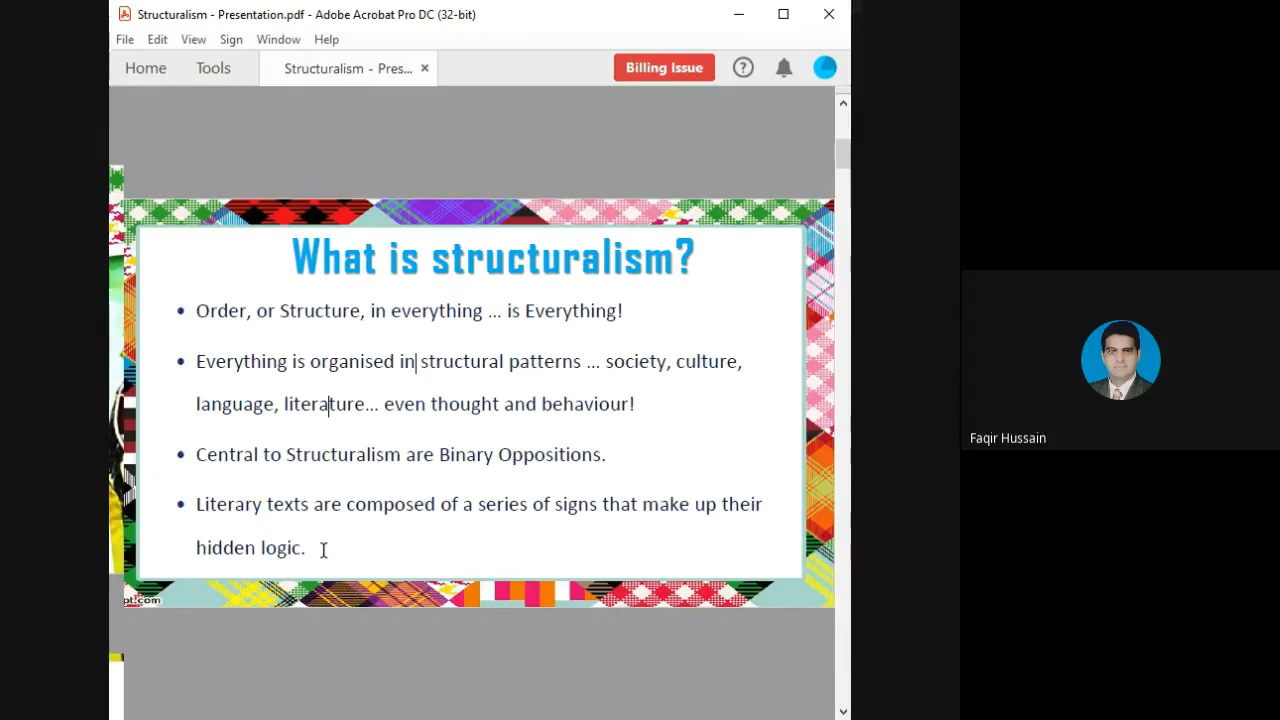 Structuralism - Presentation.pdf - Adobe Acrobat Pro DC (32-bit)
File Edit View Sign Window Help
Home Tools Structuralism - Pres... × Billing Issue
What is structuralism?
• Order, or Structure, in everything ... is Everything!
• Everything is organised in structural patterns ... society, culture,
language, literature... even thought and behaviour!
• Central to Structuralism are Binary Oppositions.
• Literary texts are composed of a series of signs that make up their
hidden logic.
pt.com
Faqir Hussain